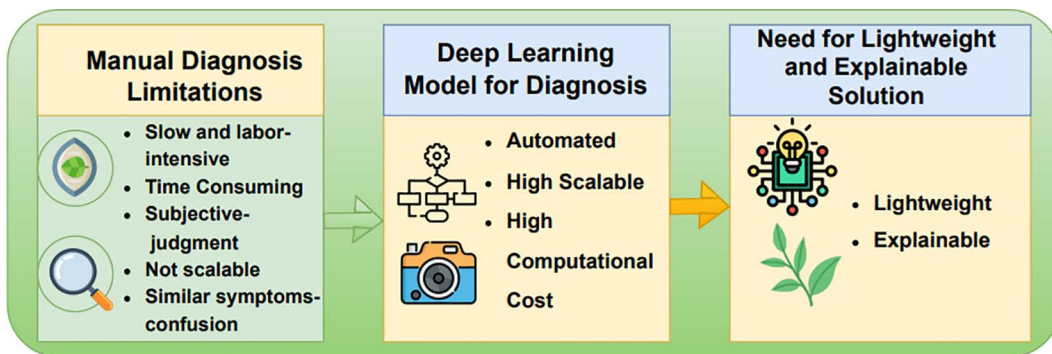 Manual Diagnosis
Limitations
• Slow and labor-
intensive
• Time Consuming
• Subjective-
judgment
• Not scalable
• Similar symptoms-
confusion
Deep Learning
Model for Diagnosis
• Automated
• High Scalable
• High
Computational
Cost
Need for Lightweight
and Explainable
Solution
• Lightweight
• Explainable